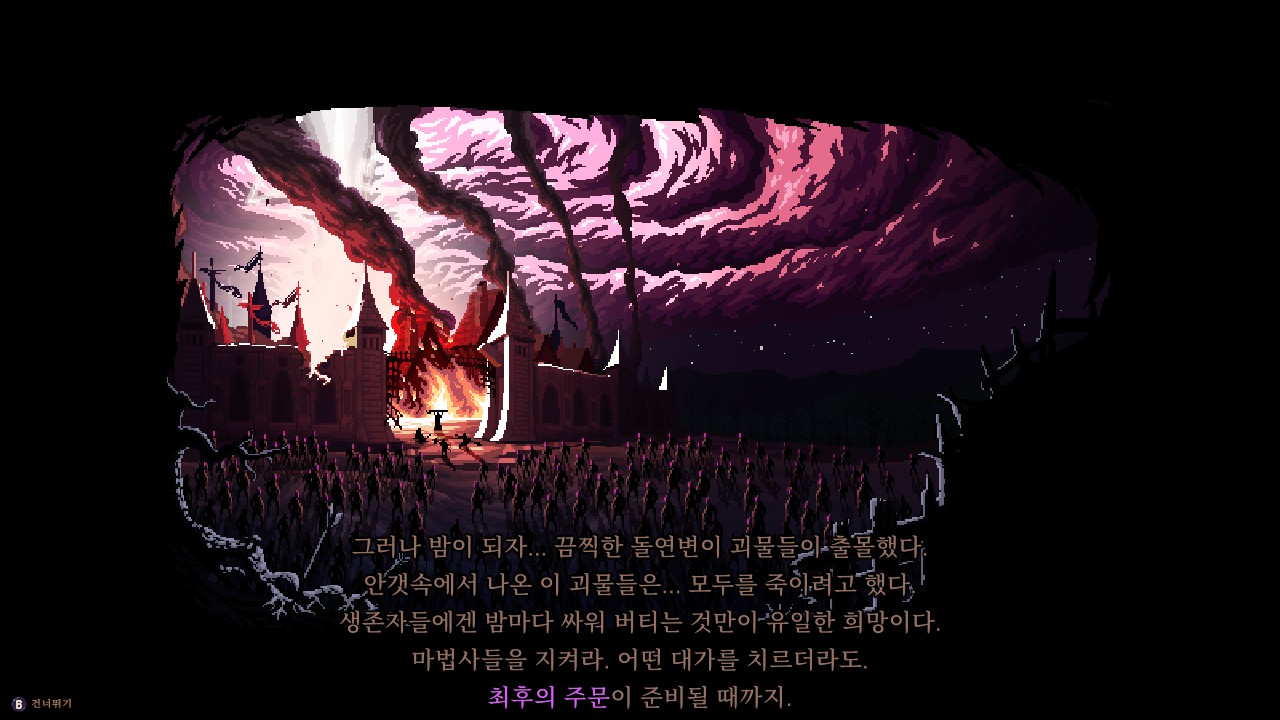 그러나 밤이 되자... 끔찍한 돌연변이 괴물들이 출몰했다.
안갯속에서 나온 이 괴물들은... 모두를 죽이려고 했다.
생존자들에겐 밤마다 싸워 버티는 것만이 유일한 희망이다.
마법사들을 지켜라. 어떤 대가를 치르더라도.
최후의 주문이 준비될 때까지.
B 건너뛰기